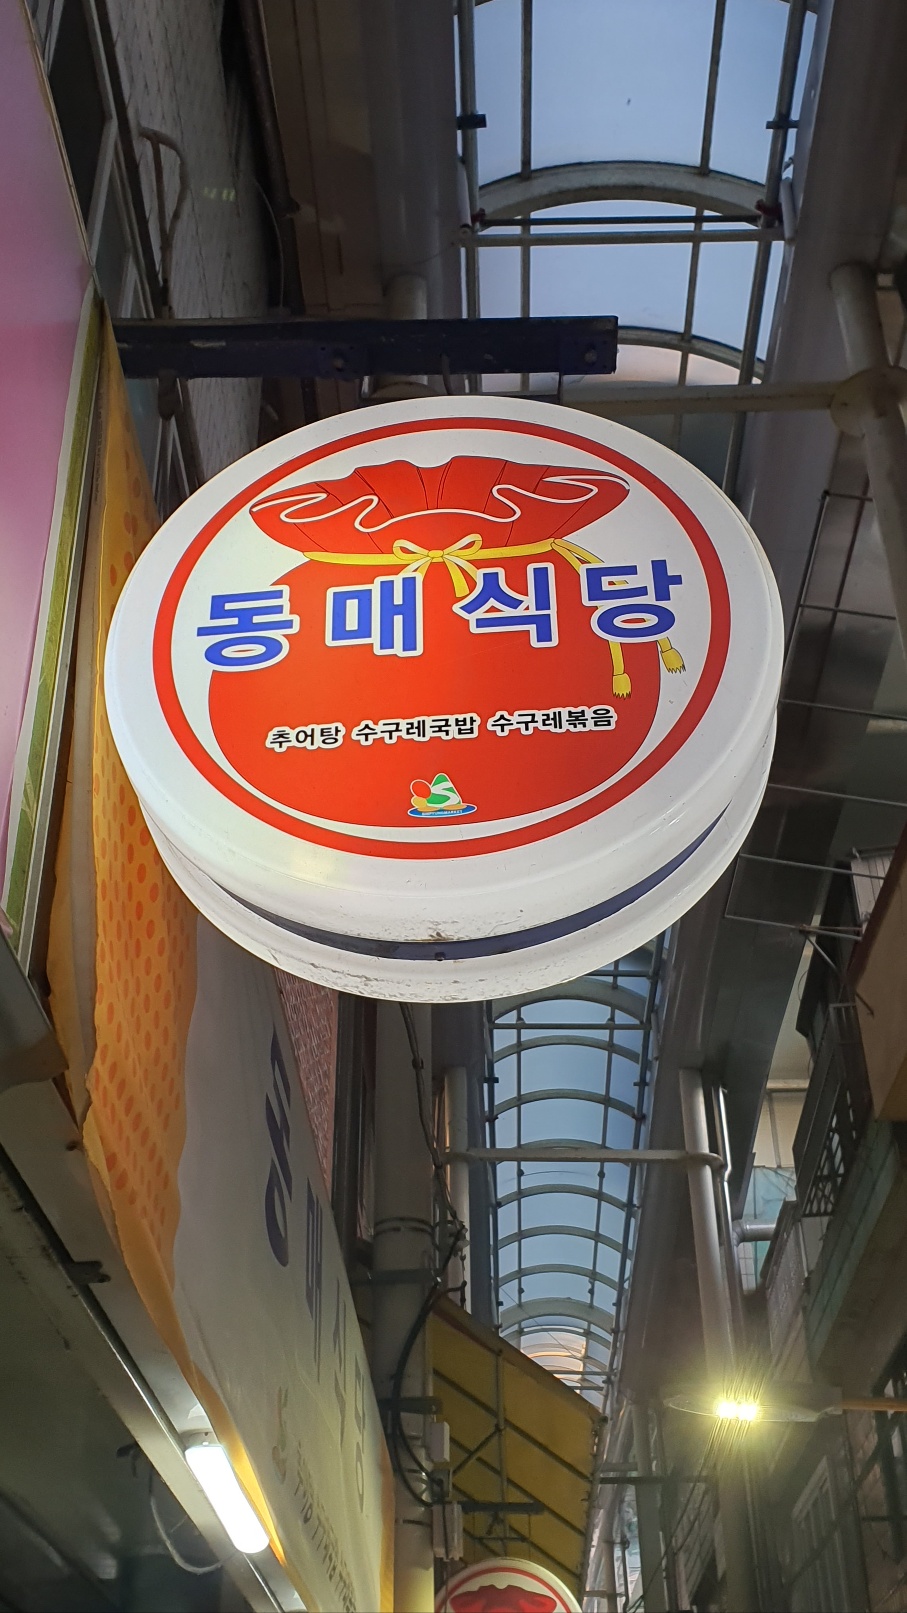 동매식당
추어탕 수구레국밥 수구레볶음